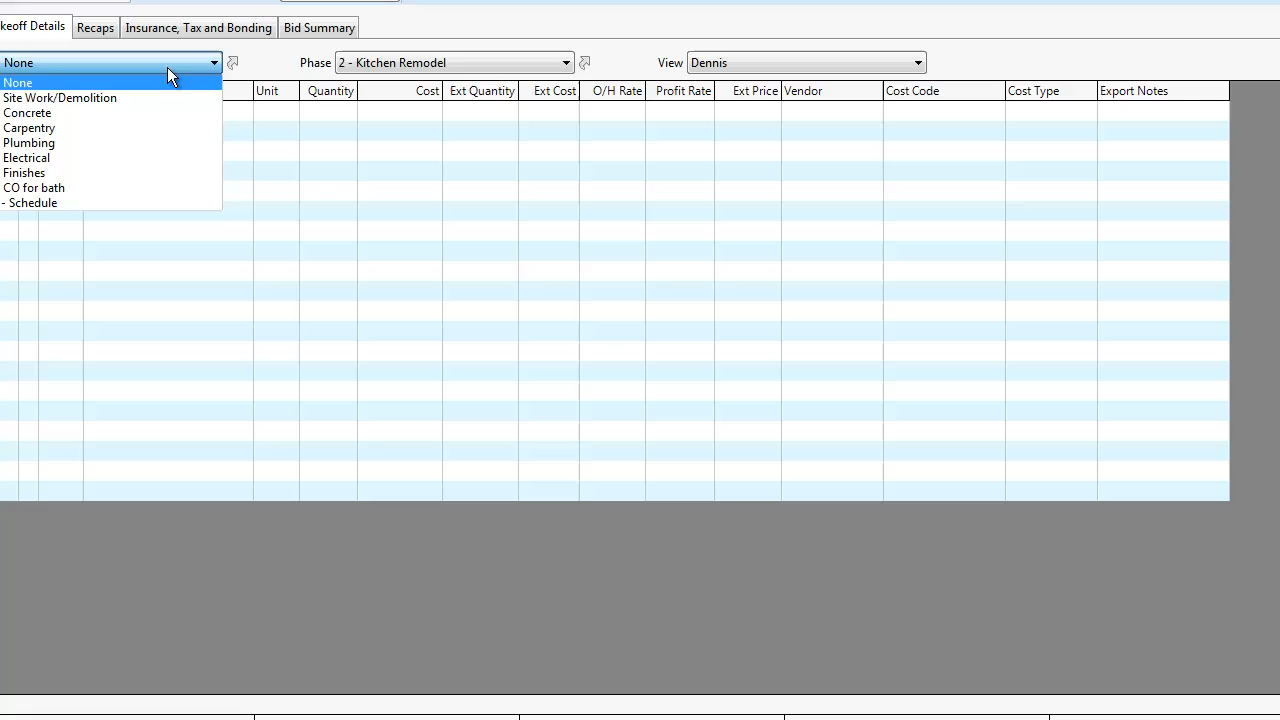 keoff Details Recaps Insurance, Tax and Bonding Bid Summary
None Phase 2 - Kitchen Remodel View Dennis
Unit Quantity Cost Ext Quantity Ext Cost O/H Rate Profit Rate Ext Price Vendor Cost Code Cost Type Export Notes
None
Site Work/Demolition
Concrete
Carpentry
Plumbing
Electrical
Finishes
CO for bath
- Schedule